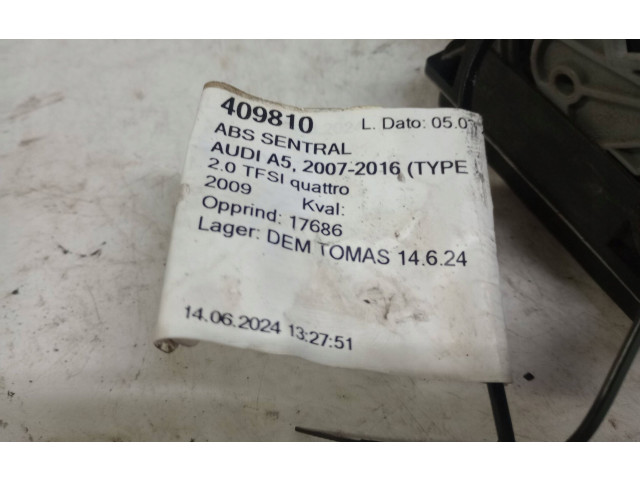 409810 L. Dato: 05.0
ABS SENTRAL
AUDI A5, 2007-2016 (TYPE
2.0 TFSI quattro
2009 Kval:
Opprind: 17686
Lager: DEM TOMAS 14.6.24
14.06.2024 13:27:51